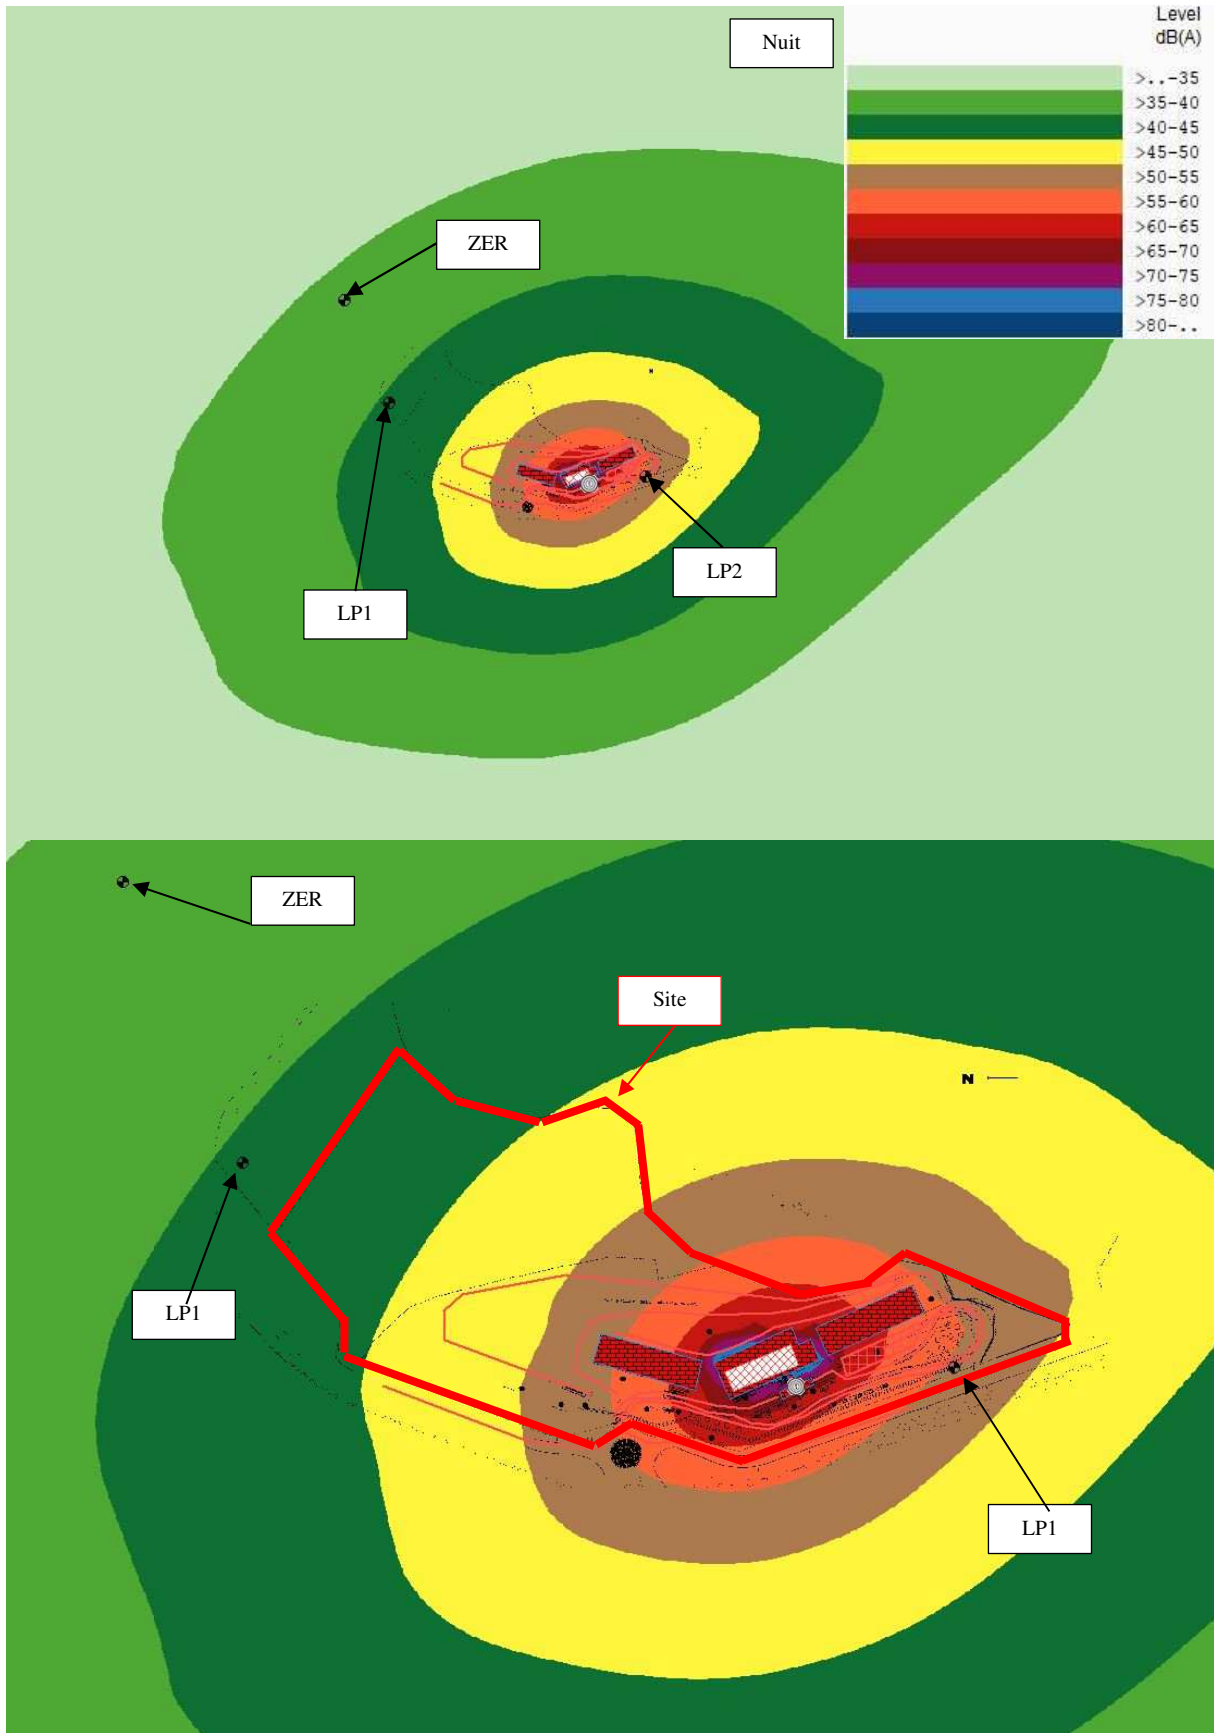 Nuit
Level
dB(A)
>..-35
>35-40
>40-45
>45-50
>50-55
>55-60
>60-65
>65-70
>70-75
>75-80
>80-..
ZER
LP2
LP1
ZER
Site
N
LP1
LP1